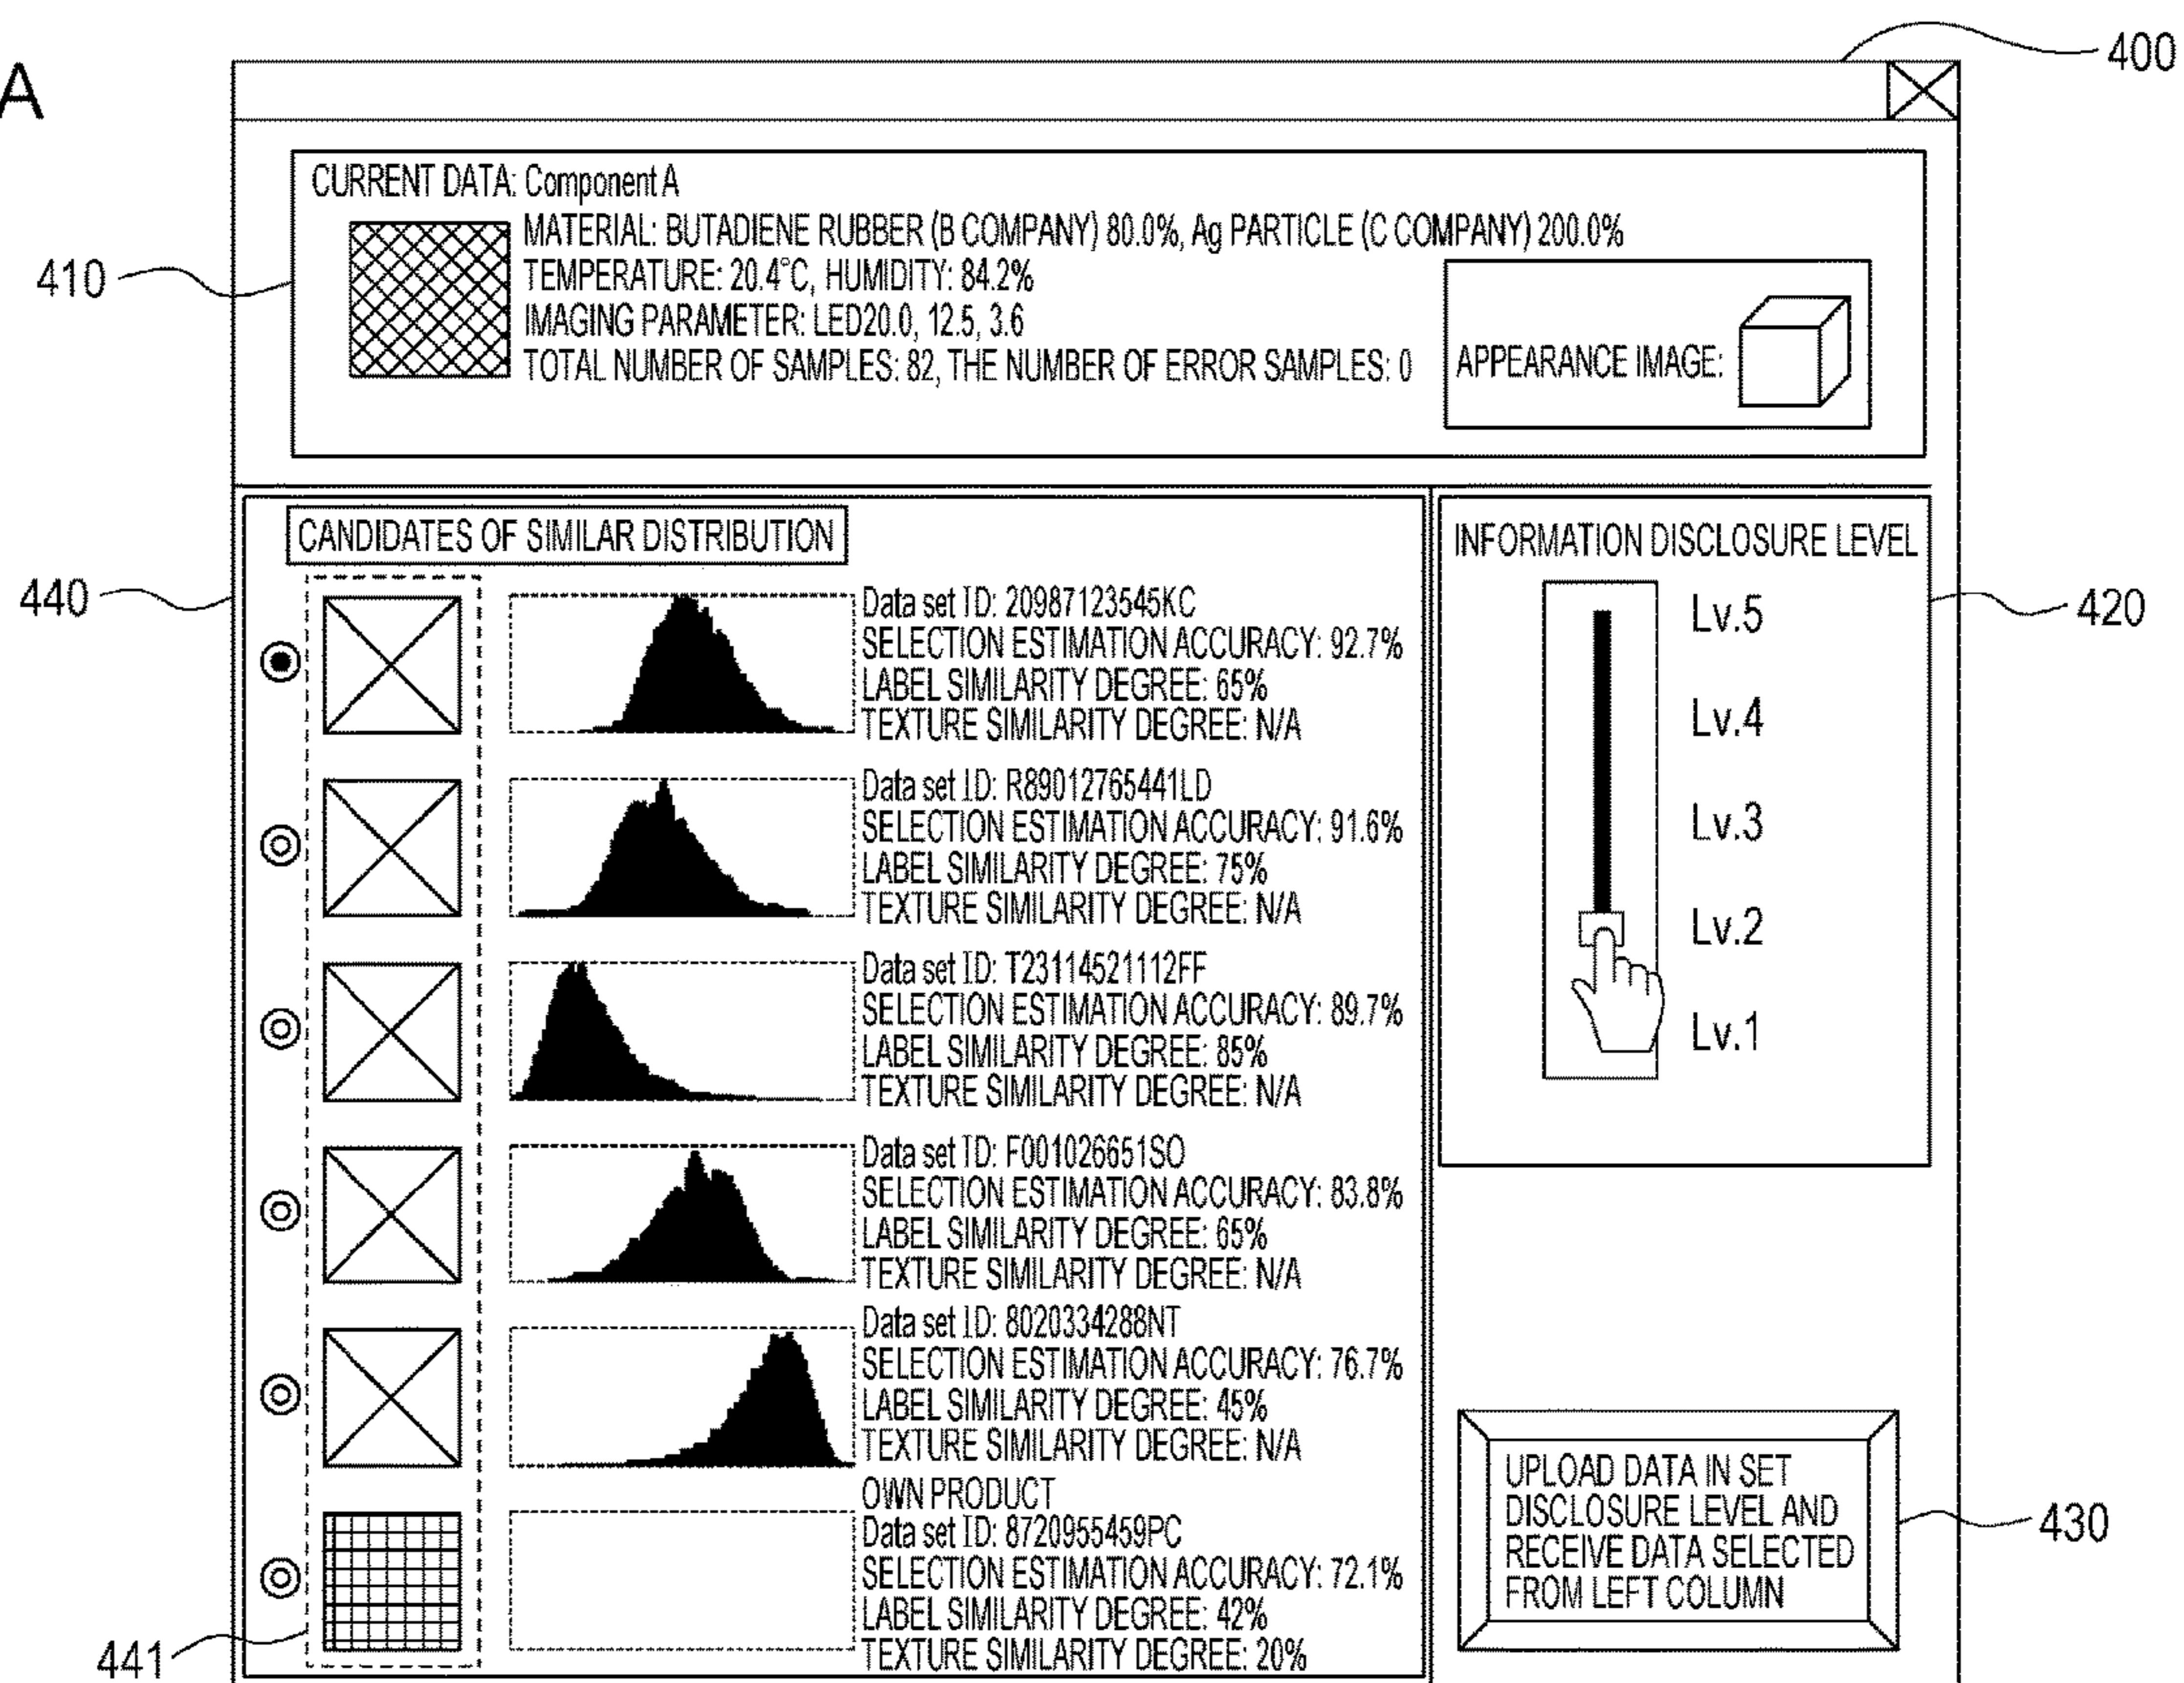 A
400
CURRENT DATA: Component A
MATERIAL: BUTADIENE RUBBER (B COMPANY) 80.0%, Ag PARTICLE (C COMPANY) 200.0%
TEMPERATURE: 20.4°C, HUMIDITY: 84.2%
IMAGING PARAMETER: LED20.0, 12.5, 3.6
TOTAL NUMBER OF SAMPLES: 82, THE NUMBER OF ERROR SAMPLES: 0
APPEARANCE IMAGE:
410
CANDIDATES OF SIMILAR DISTRIBUTION
440
Data set ID: 20987123545KC
SELECTION ESTIMATION ACCURACY: 92.7%
LABEL SIMILARITY DEGREE: 65%
TEXTURE SIMILARITY DEGREE: N/A
Data set ID: R89012765441LD
SELECTION ESTIMATION ACCURACY: 91.6%
LABEL SIMILARITY DEGREE: 75%
TEXTURE SIMILARITY DEGREE: N/A
Data set ID: T23114521112FF
SELECTION ESTIMATION ACCURACY: 89.7%
LABEL SIMILARITY DEGREE: 85%
TEXTURE SIMILARITY DEGREE: N/A
Data set ID: F001026651SO
SELECTION ESTIMATION ACCURACY: 83.8%
LABEL SIMILARITY DEGREE: 65%
TEXTURE SIMILARITY DEGREE: N/A
Data set ID: 8020334288NT
SELECTION ESTIMATION ACCURACY: 76.7%
LABEL SIMILARITY DEGREE: 45%
TEXTURE SIMILARITY DEGREE: N/A
OWN PRODUCT
Data set ID: 8720955459PC
SELECTION ESTIMATION ACCURACY: 72.1%
LABEL SIMILARITY DEGREE: 42%
TEXTURE SIMILARITY DEGREE: 20%
441
INFORMATION DISCLOSURE LEVEL
Lv.5
Lv.4
Lv.3
Lv.2
Lv.1
420
UPLOAD DATA IN SET
DISCLOSURE LEVEL AND
RECEIVE DATA SELECTED
FROM LEFT COLUMN
430